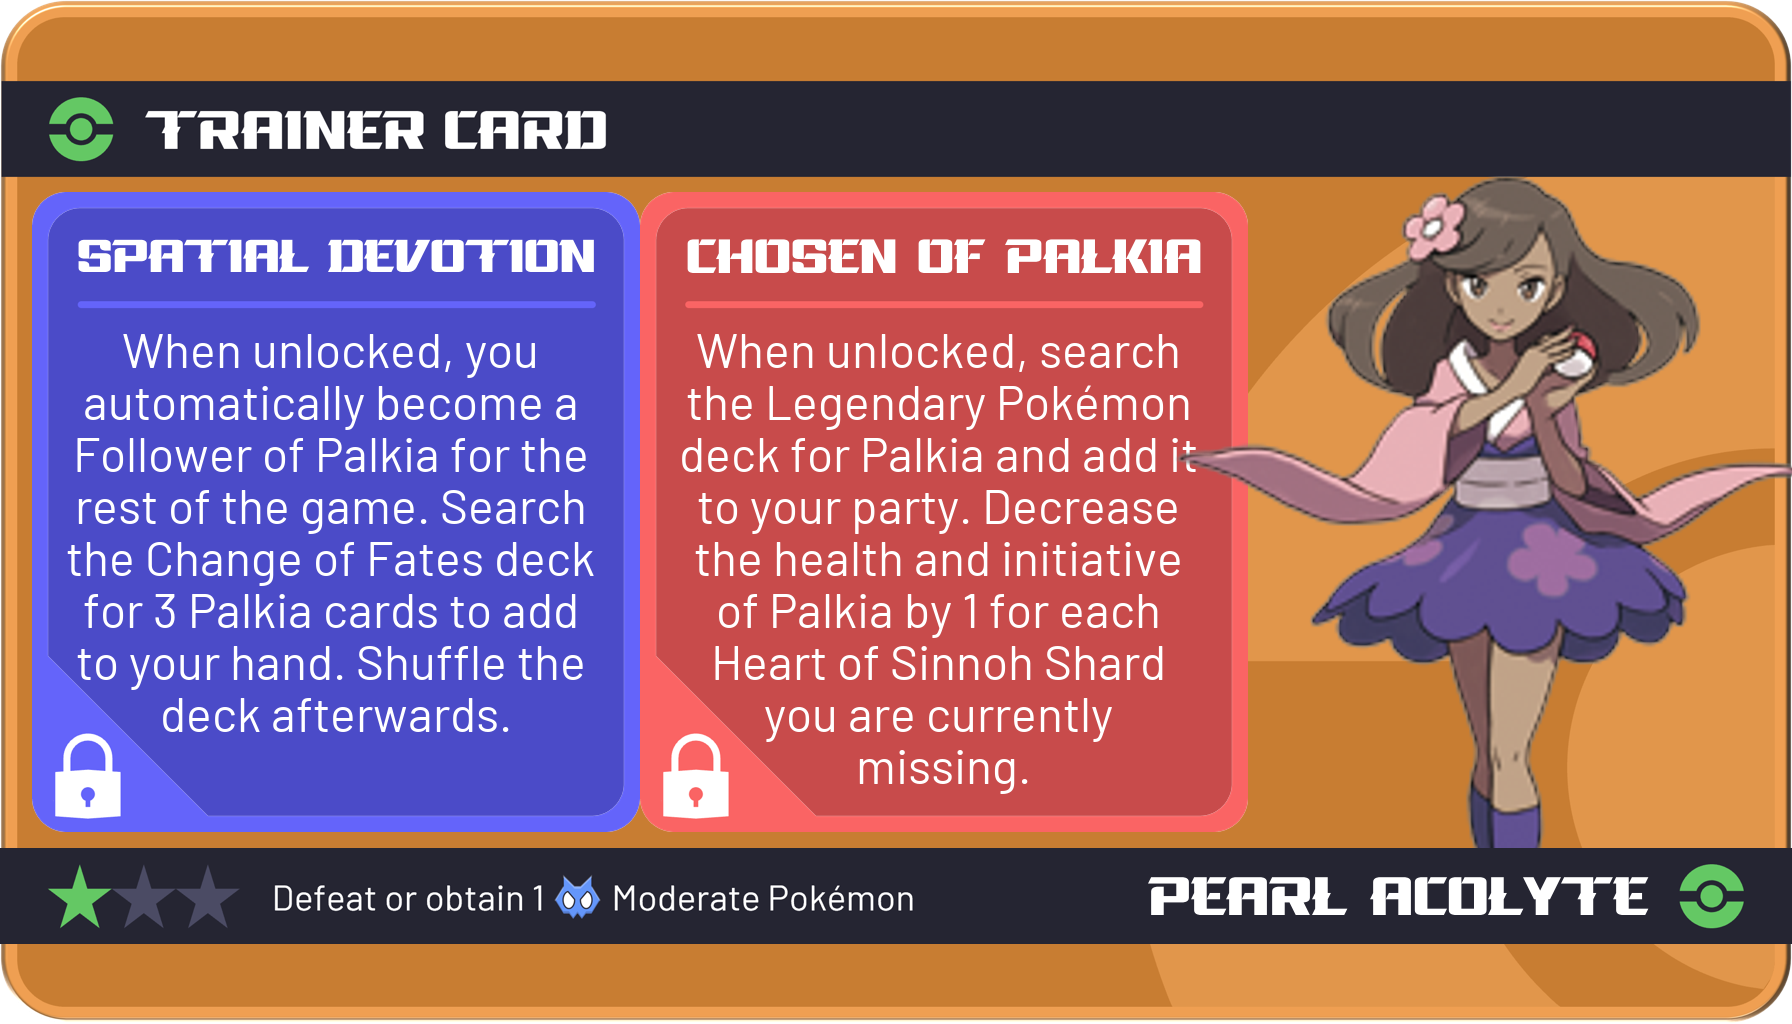 TRAINER CARD
SPATIAL DEVOTION
When unlocked, you
automatically become a
Follower of Palkia for the
rest of the game. Search
the Change of Fates deck
for 3 Palkia cards to add
to your hand. Shuffle the
deck afterwards.
CHOSEN OF PALKIA
When unlocked, search
the Legendary Pokémon
deck for Palkia and add it
to your party. Decrease
the health and initiative
of Palkia by 1 for each
Heart of Sinnoh Shard
you are currently
missing.
Defeat or obtain 1 Moderate Pokémon
PEARL ACOLYTE